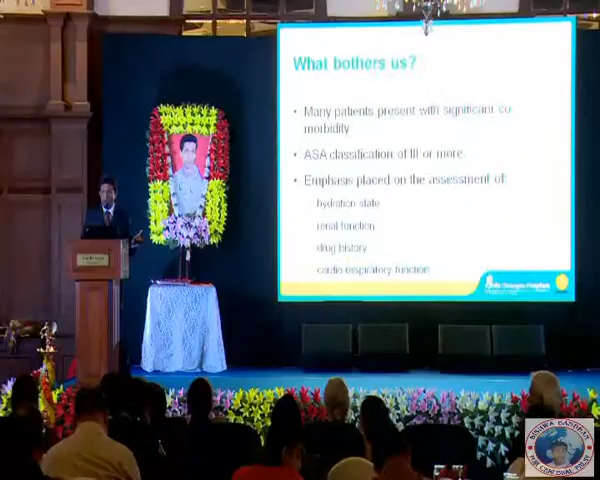 What bothers us?
• Many patients present with significant co-
morbidity
• ASA classification of III or more.
• Emphasis placed on the assessment of:
hydration state
renal function
drug history
cardio-respiratory function